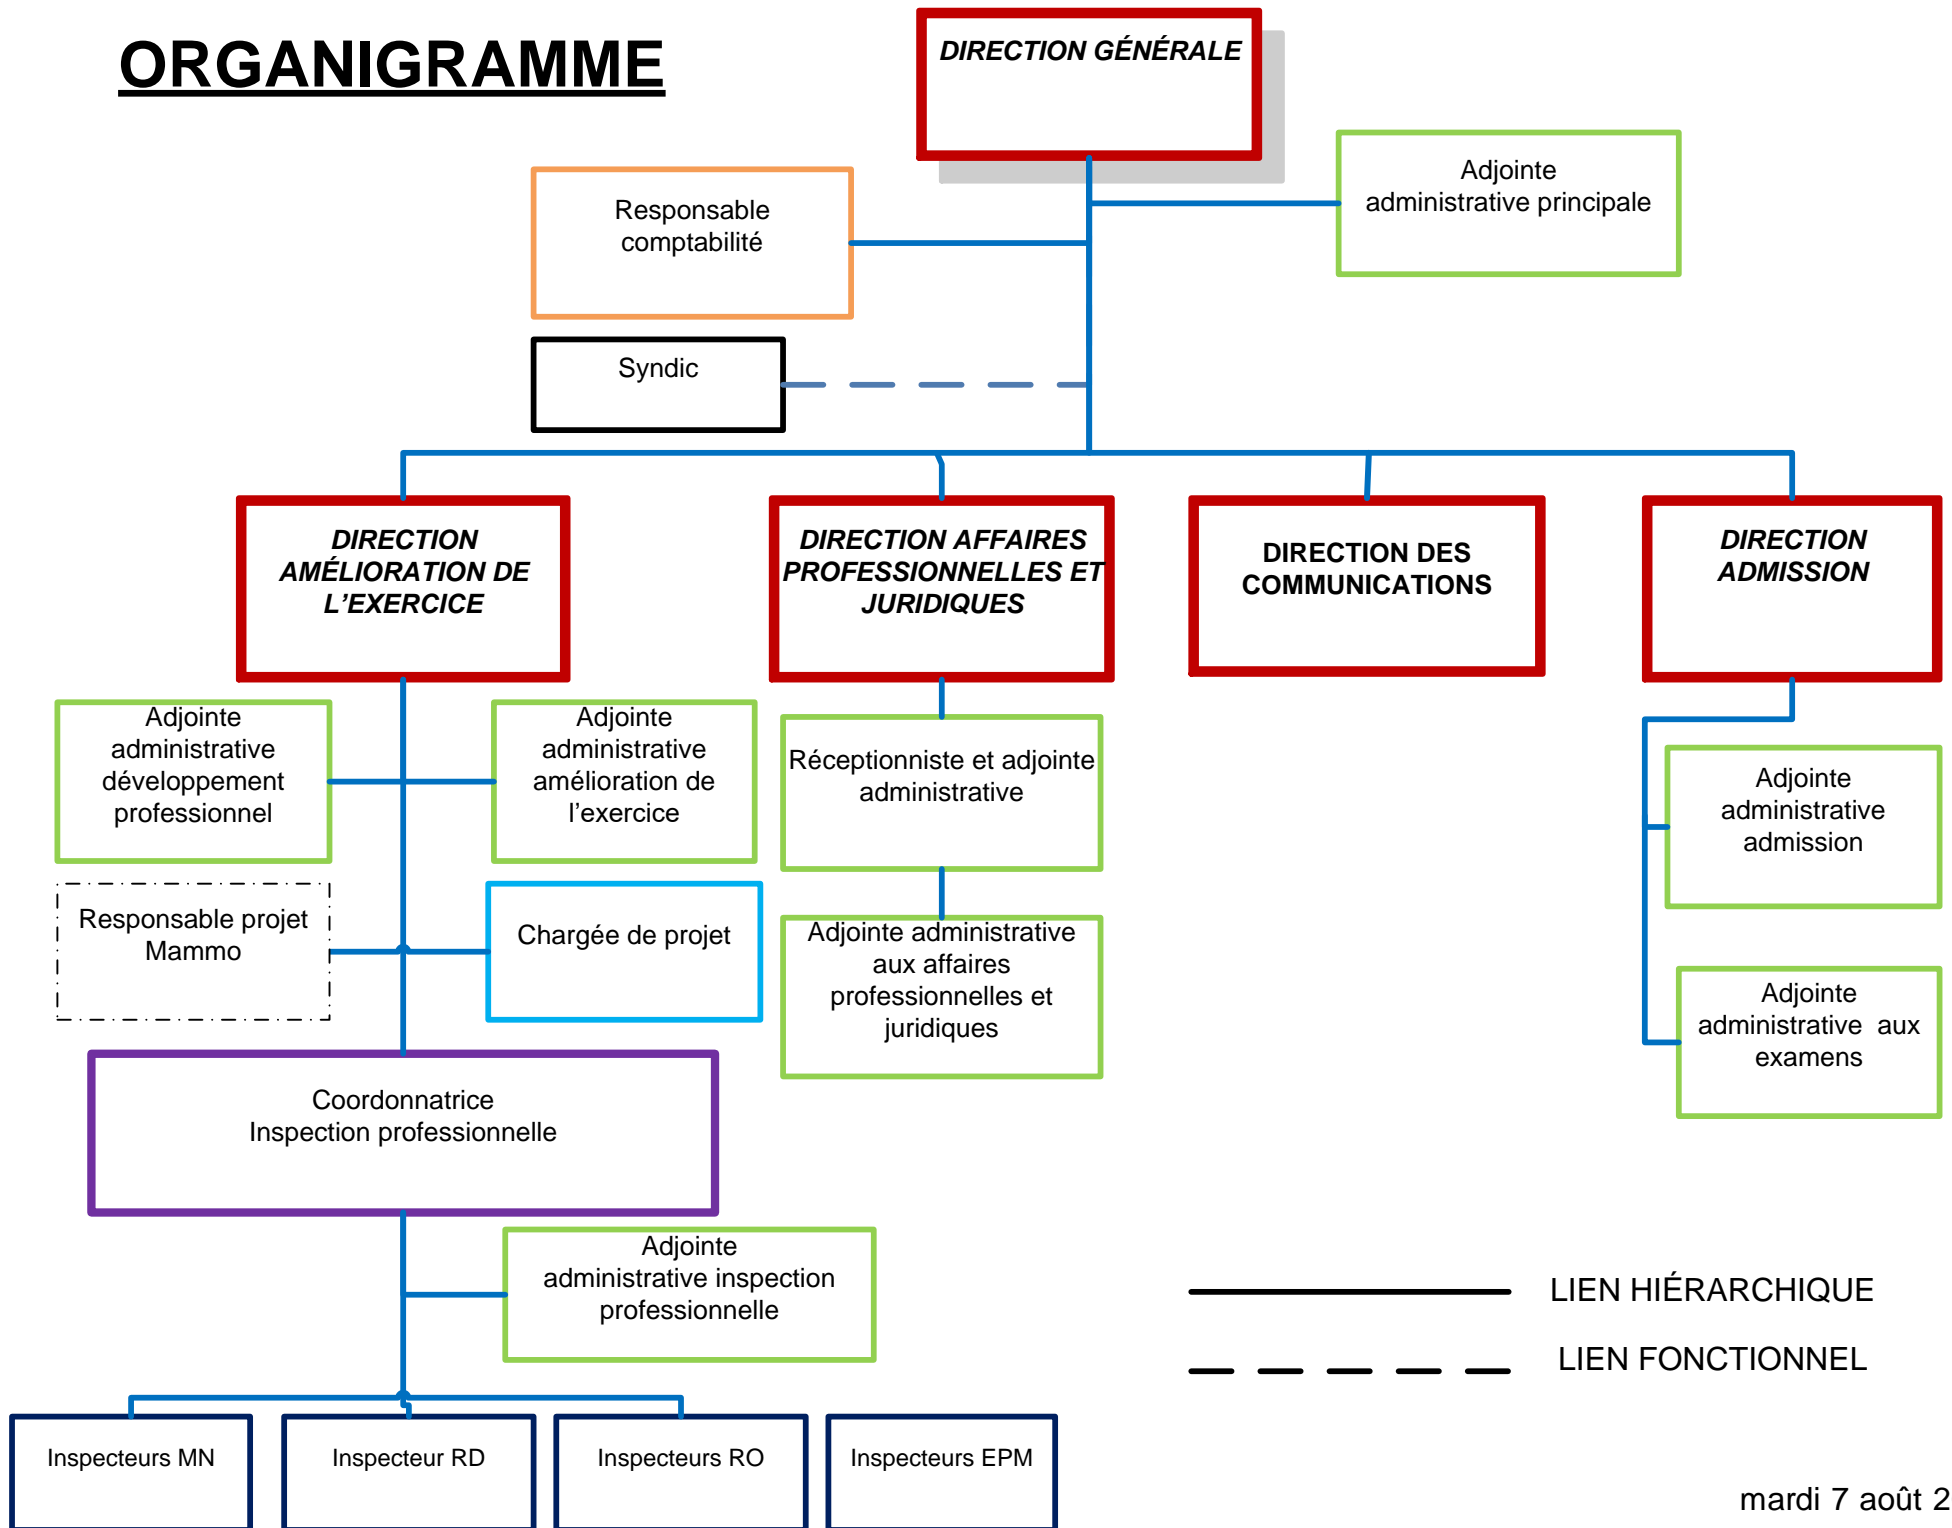 ORGANIGRAMME
DIRECTION GÉNÉRALE
Adjointe
administrative principale
Responsable
comptabilité
Syndic
DIRECTION
AMÉLIORATION DE
L’EXERCICE
DIRECTION AFFAIRES
PROFESSIONNELLES ET
JURIDIQUES
DIRECTION DES
COMMUNICATIONS
DIRECTION
ADMISSION
Adjointe
administrative
développement
professionnel
Adjointe
administrative
amélioration de
l’exercice
Réceptionniste et adjointe
administrative
Adjointe
administrative
admission
Responsable projet
Mammo
Chargée de projet
Adjointe administrative
aux affaires
professionnelles et
juridiques
Adjointe
administrative aux
examens
Coordonnatrice
Inspection professionnelle
Adjointe
administrative inspection
professionnelle
LIEN HIÉRARCHIQUE
LIEN FONCTIONNEL
Inspecteurs MN
Inspecteur RD
Inspecteurs RO
Inspecteurs EPM
mardi 7 août 2